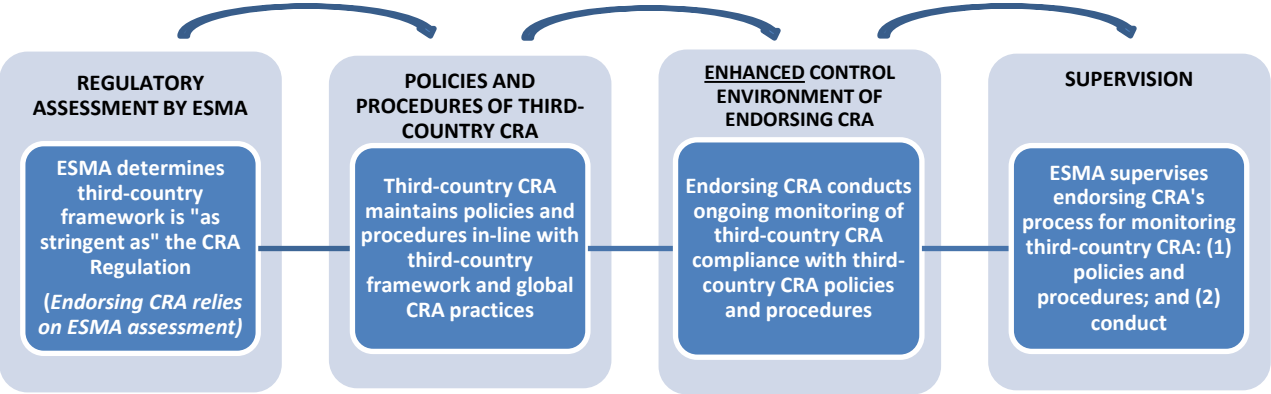 REGULATORY
ASSESSMENT BY ESMA
ESMA determines
third-country
framework is "as
stringent as" the CRA
Regulation
(Endorsing CRA relies
on ESMA assessment)
POLICIES AND
PROCEDURES OF THIRD-
COUNTRY CRA
Third-country CRA
maintains policies and
procedures in-line with
third-country
framework and global
CRA practices
ENHANCED CONTROL
ENVIRONMENT OF
ENDORSING CRA
Endorsing CRA conducts
ongoing monitoring of
third-country CRA
compliance with third-
country CRA policies
and procedures
SUPERVISION
ESMA supervises
endorsing CRA's
process for monitoring
third-country CRA: (1)
policies and
procedures; and (2)
conduct